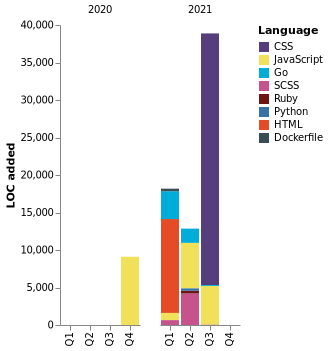 2020
2021
LOC added
40,000
35,000
30,000
25,000
20,000
15,000
10,000
5,000
0
Q1
Q2
Q3
Q4
Q1
Q2
Q3
Q4
Language
CSS
JavaScript
Go
SCSS
Ruby
Python
HTML
Dockerfile